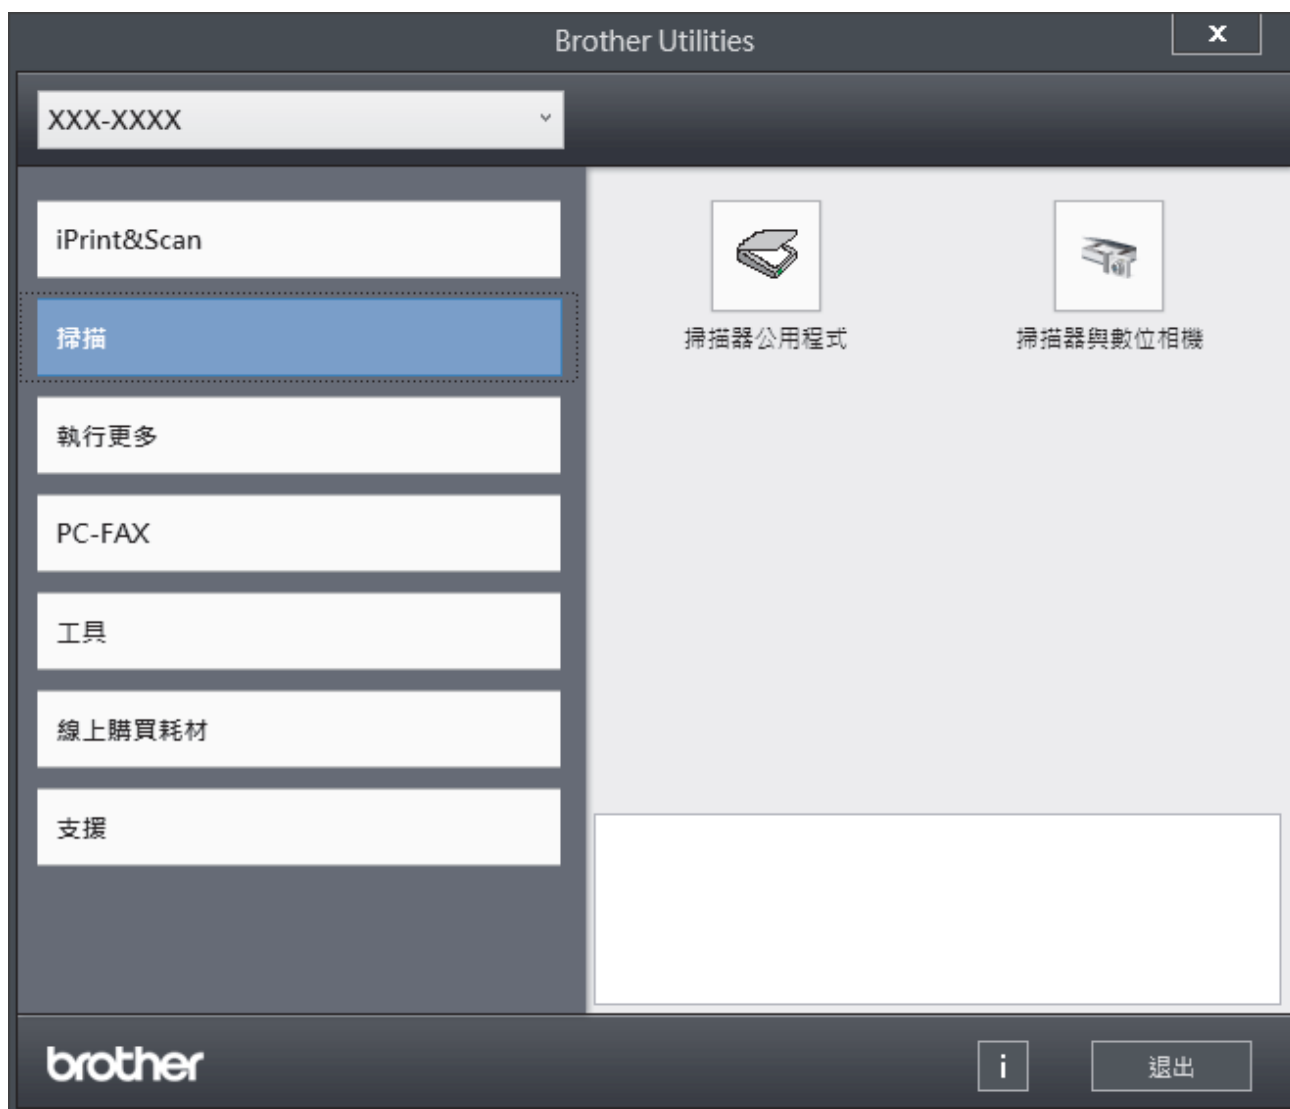 Brother Utilities
x
XXX-XXXX
iPrint&Scan
掃描
執行更多
PC-FAX
工具
線上購買耗材
支援
掃描器公用程式
掃描器與數位相機
brother
i
退出